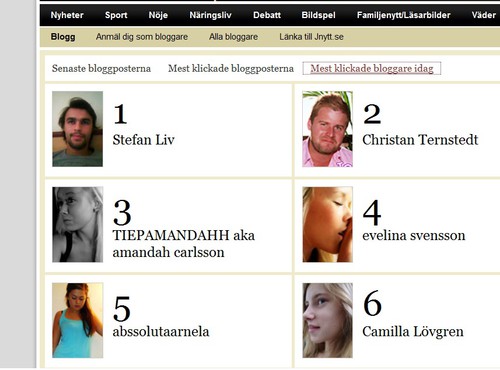 Nyheter Sport Nöje Näringsliv Debatt Bildspel Familjenytt/Läsarbilder Väder
Blogg Anmäl dig som bloggare Alla bloggare Länka till Jnytt.se
Senaste bloggposterna Mest klickade bloggposterna Mest klickade bloggare idag
1
Stefan Liv
2
Christan Ternstedt
3
TIEPAMANDAHH aka
amandah carlsson
4
evelina svensson
5
abssolutaarnela
6
Camilla Lövgren